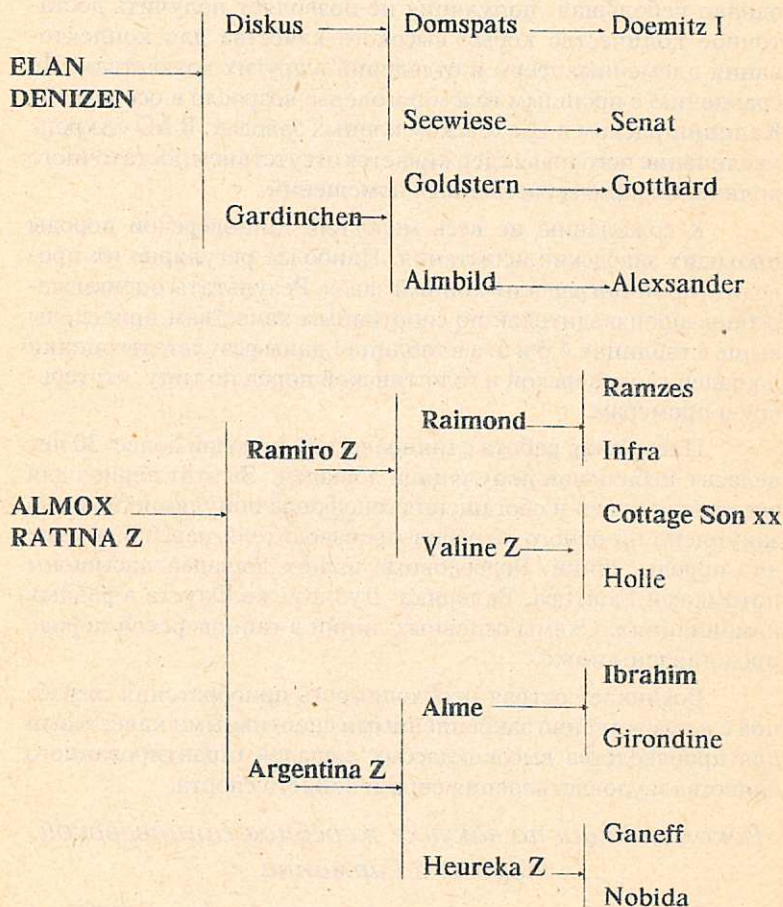 Diskus Domspats Doemitz I
ELAN
DENIZEN
Seewiese Senat
Goldstern Gotthard
Gardinchen
Almbild Alexsander
Ramzes
Raimond
Infra
Ramiro Z
ALMOX
RATINA Z
Cottage Son xx
Valine Z
Holle
Ibrahim
Alme
Girondine
Argentina Z
Ganeff
Heureka Z
Nobida